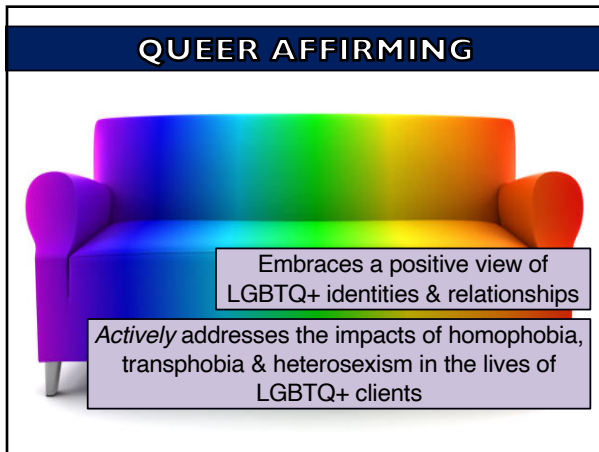 QUEER AFFIRMING
Embraces a positive view of
LGBTQ+ identities & relationships
Actively addresses the impacts of homophobia,
transphobia & heterosexism in the lives of
LGBTQ+ clients